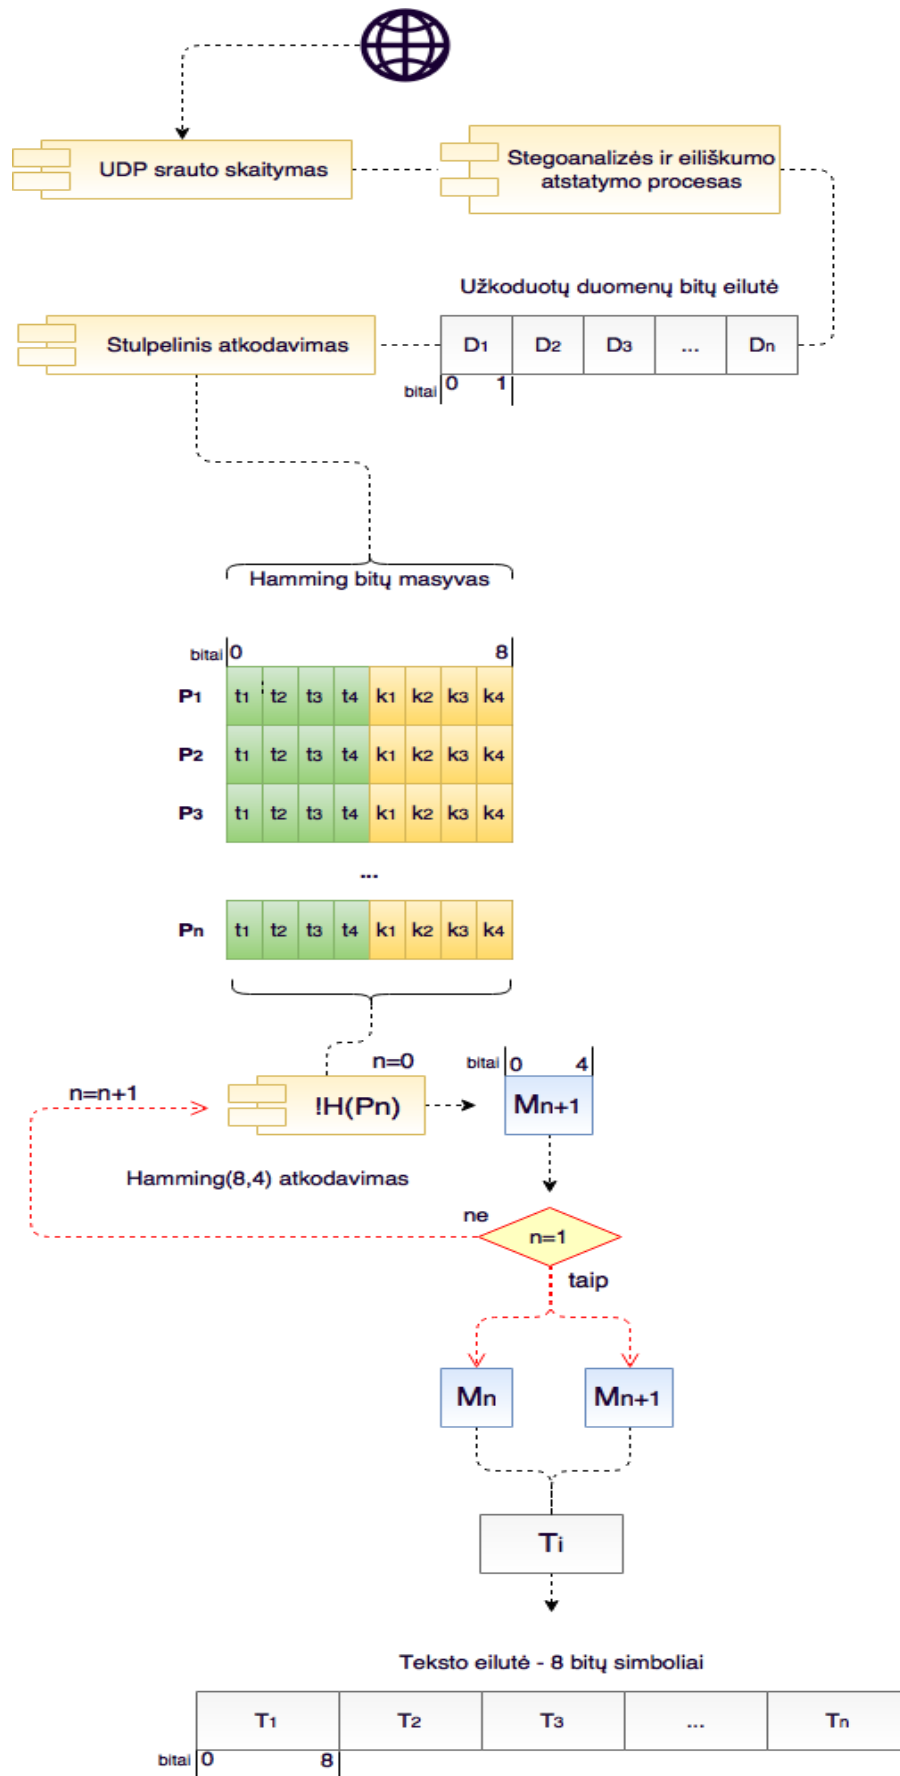 UDP srauto skaitymas
Stegoanalizės ir eiliškumo
atstatymo procesas
Užkoduotų duomenų bitų eilutė
Stulpelinis atkodavimas
D1 D2 D3 ... Dn
bitai 0 1
Hamming bitų masyvas
bitai 0 8
P1 t1 t2 t3 t4 k1 k2 k3 k4
P2 t1 t2 t3 t4 k1 k2 k3 k4
P3 t1 t2 t3 t4 k1 k2 k3 k4
...
Pn t1 t2 t3 t4 k1 k2 k3 k4
n=0
bitai 0 4
n=n+1
!H(Pn)
Mn+1
Hamming(8,4) atkodavimas
ne
n=1
taip
Mn Mn+1
Ti
Teksto eilutė - 8 bitų simboliai
T1 T2 T3 ... Tn
bitai 0 8